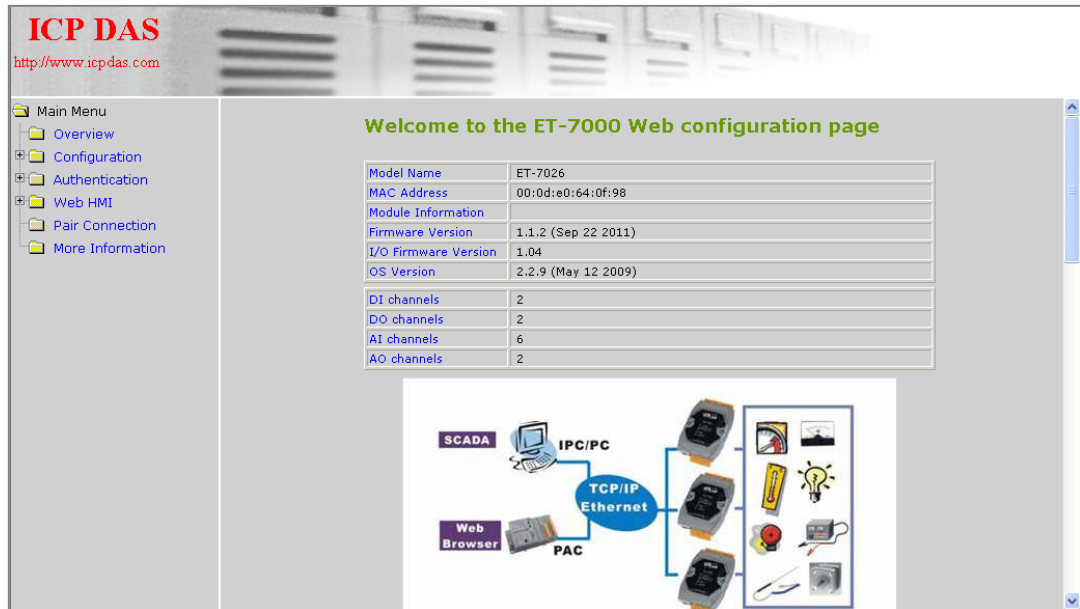 ICP DAS
http://www.icpdas.com
Main Menu
Overview
Configuration
Authentication
Web HMI
Pair Connection
More Information
Welcome to the ET-7000 Web configuration page
Model Name ET-7026
MAC Address 00:0d:e0:64:0f:98
Module Information
Firmware Version 1.1.2 (Sep 22 2011)
I/O Firmware Version 1.04
OS Version 2.2.9 (May 12 2009)
DI channels 2
DO channels 2
AI channels 6
AO channels 2
SCADA
IPC/PC
TCP/IP
Ethernet
Web
Browser
PAC